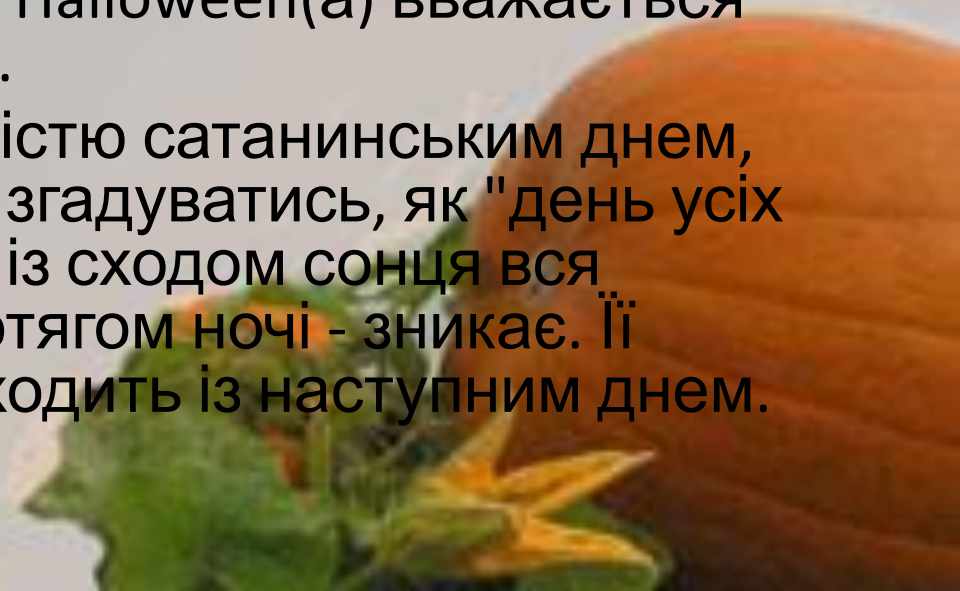 Halloween(а) вважається
.
істю сатанинським днем,
згадуватись, як "день усіх
із сходом сонця вся
отягом ночі - зникає. Її
ходить із наступним днем.